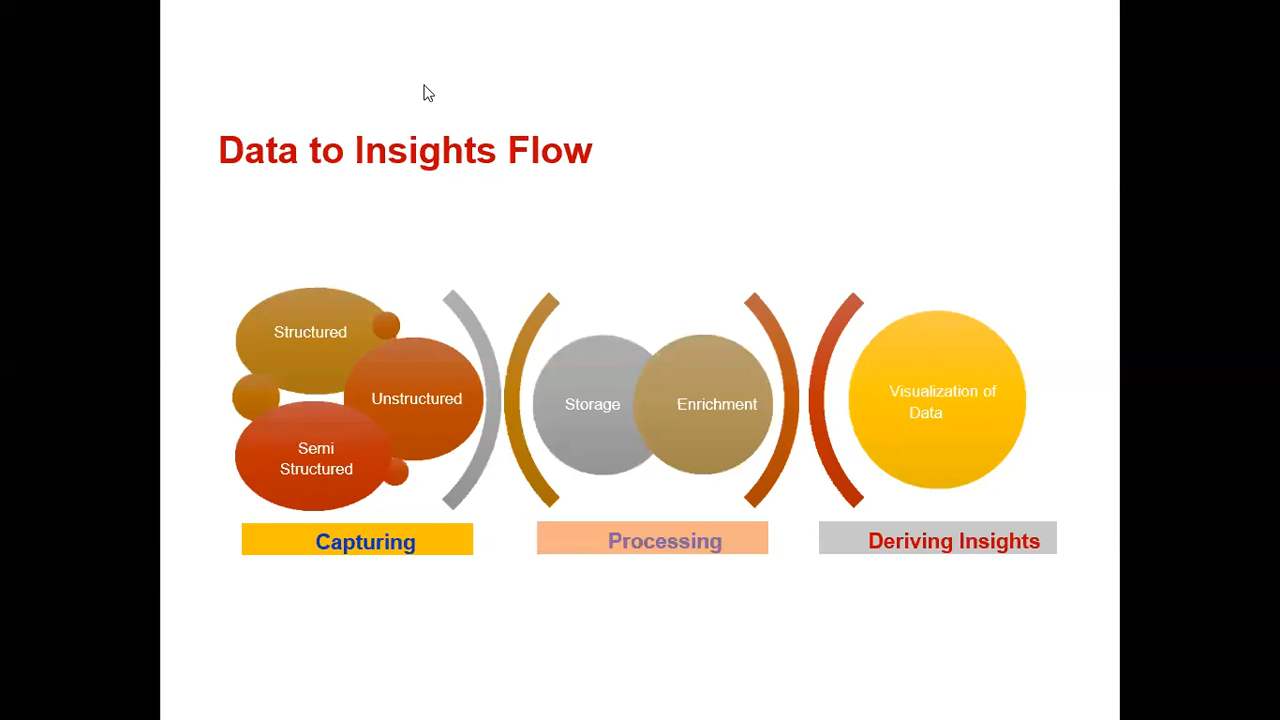 Data to Insights Flow
Structured
Unstructured
Semi
Structured
Storage
Enrichment
Visualization of
Data
Capturing
Processing
Deriving Insights